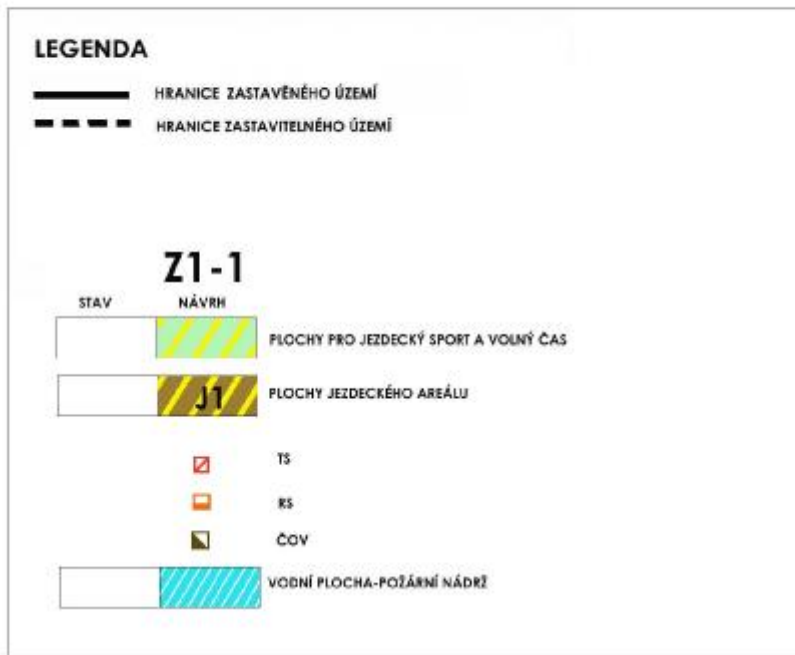 LEGENDA
HRANICE ZASTAVĚNÉHO ÚZEMÍ
HRANICE ZASTAVITELNÉHO ÚZEMÍ
Z1-1
STAV NÁVRH
PLOCHY PRO JEZDECKÝ SPORT A VOLNÝ ČAS
J1 PLOCHY JEZDECKÉHO AREÁLU
TS
RS
ČOV
VODNÍ PLOCHA-POŽÁRNÍ NÁDRŽ